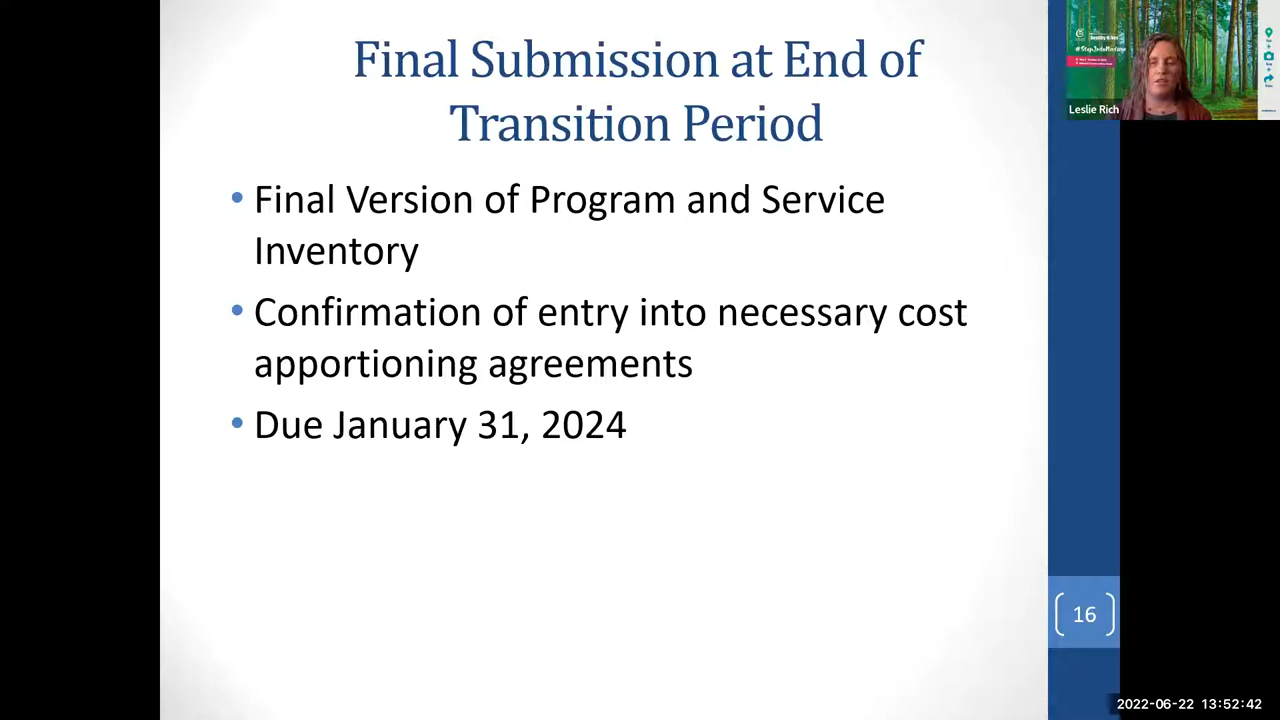 Final Submission at End of
Transition Period
• Final Version of Program and Service
Inventory
• Confirmation of entry into necessary cost
apportioning agreements
• Due January 31, 2024
16
#StepIntoNature
Leslie Rich
2022-06-22 13:52:42